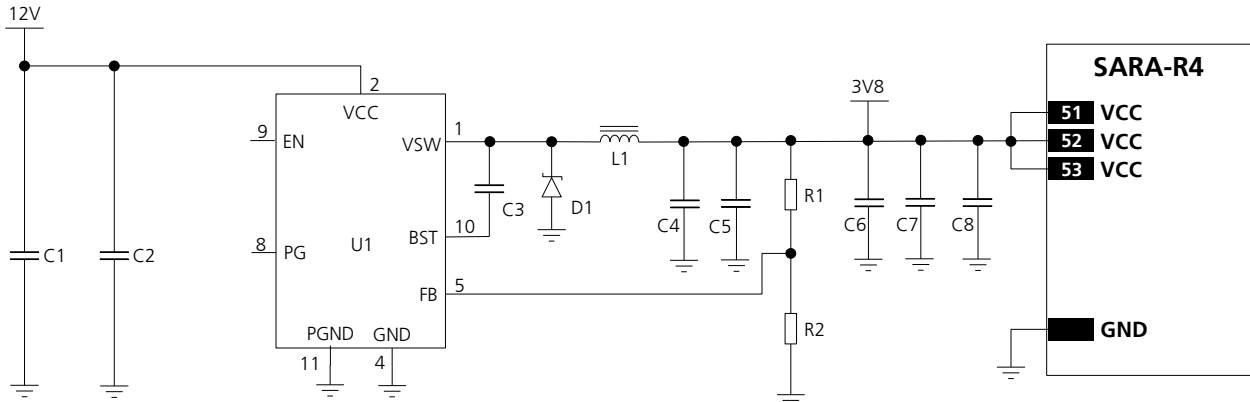 12V
SARA-R4
2
3V8
VCC
51 VCC
9 EN
VSW 1
52 VCC
L1
53 VCC
C3
D1
R1
C4
C5
C6
C7
C8
BST 10
8 PG
U1
C1
C2
FB 5
R2
PGND
GND
GND
11
4